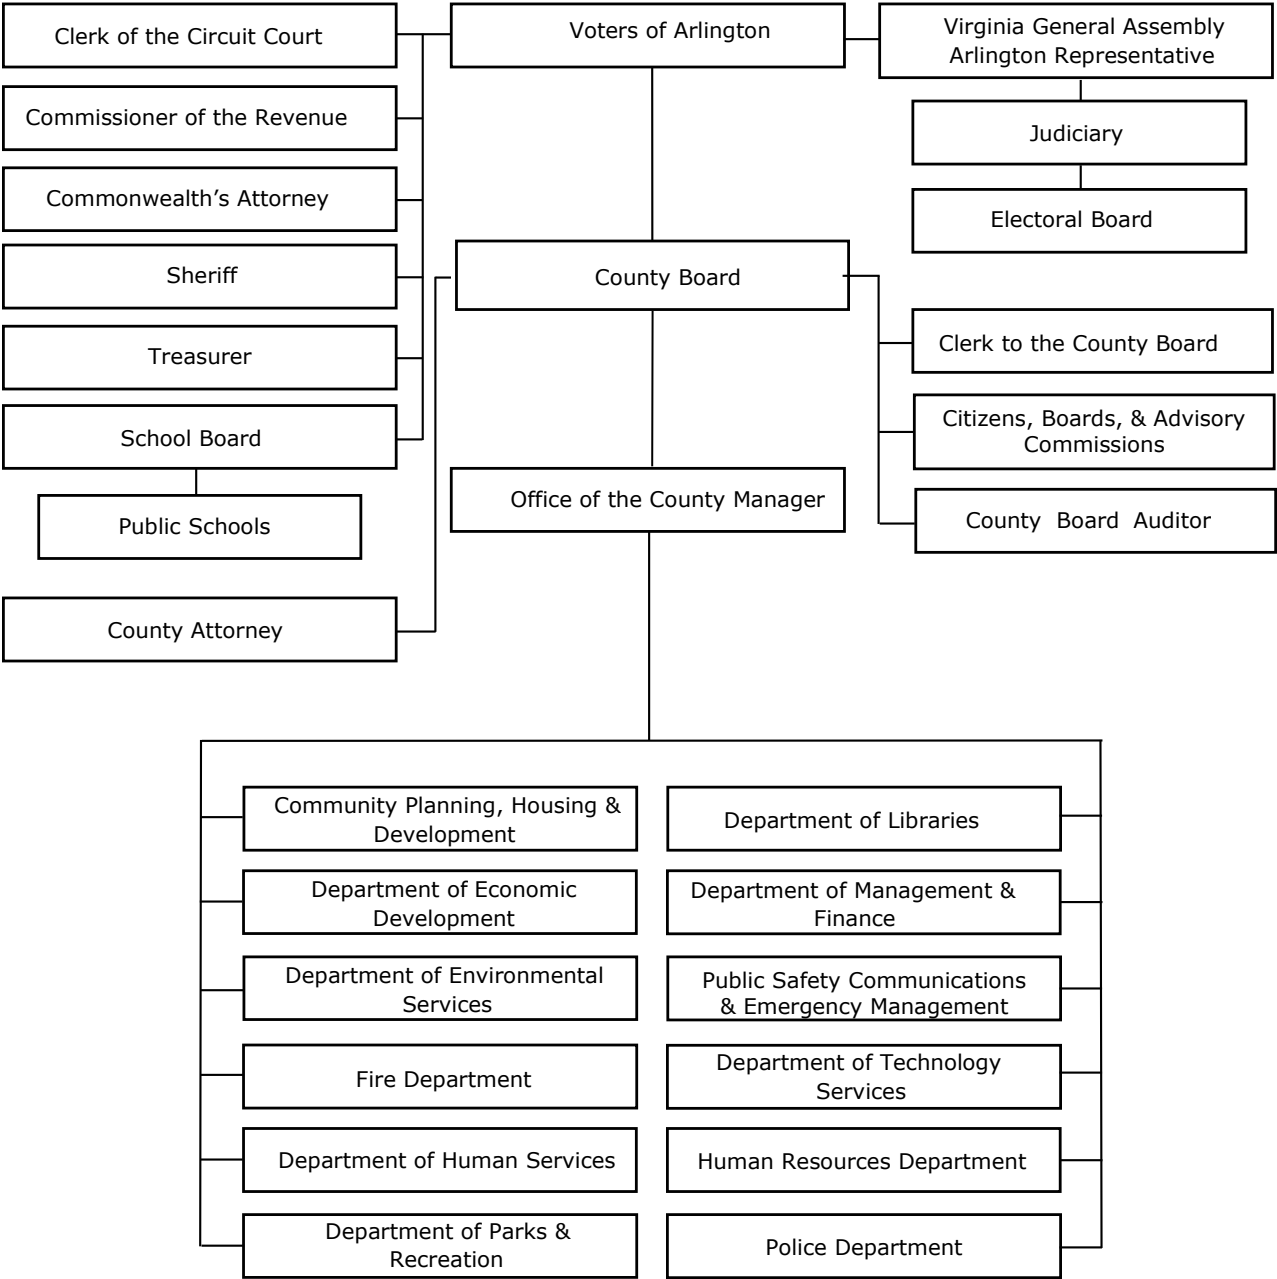 Clerk of the Circuit Court
Voters of Arlington
Virginia General Assembly
Arlington Representative
Commissioner of the Revenue
Judiciary
Commonwealth’s Attorney
Electoral Board
Sheriff
County Board
Treasurer
Clerk to the County Board
School Board
Citizens, Boards, & Advisory
Commissions
Public Schools
Office of the County Manager
County Board Auditor
County Attorney
Community Planning, Housing &
Development
Department of Libraries
Department of Economic
Development
Department of Management &
Finance
Department of Environmental
Services
Public Safety Communications
& Emergency Management
Fire Department
Department of Technology
Services
Department of Human Services
Human Resources Department
Department of Parks &
Recreation
Police Department